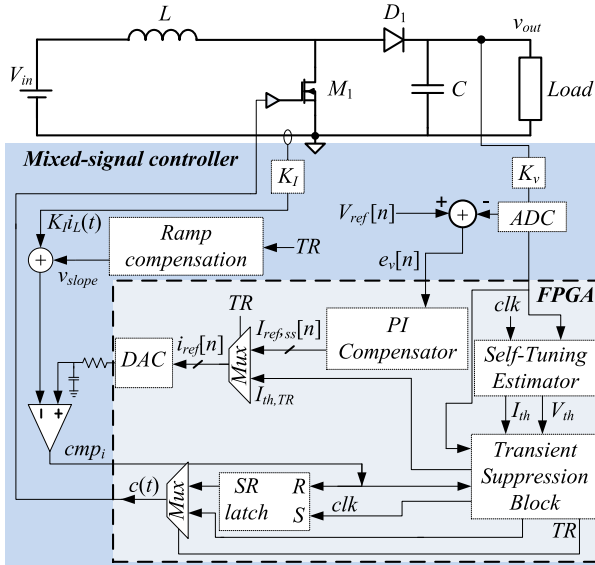 L
D1
vout
Vin
M1
C
Load
Mixed-signal controller
KI
Kv
KIiL(t)
Vref[n]
+
-
ADC
Ramp
compensation
TR
+
+
vslope
ev[n]
FPGA
TR
clk
DAC
iref[n]
Mux
Iref,ss[n]
PI
Compensator
Self-Tuning
Estimator
Ith,TR
Ith
Vth
-
+
cmpi
Transient
Suppression
Block
c(t)
Mux
SR
latch
R
S
clk
TR